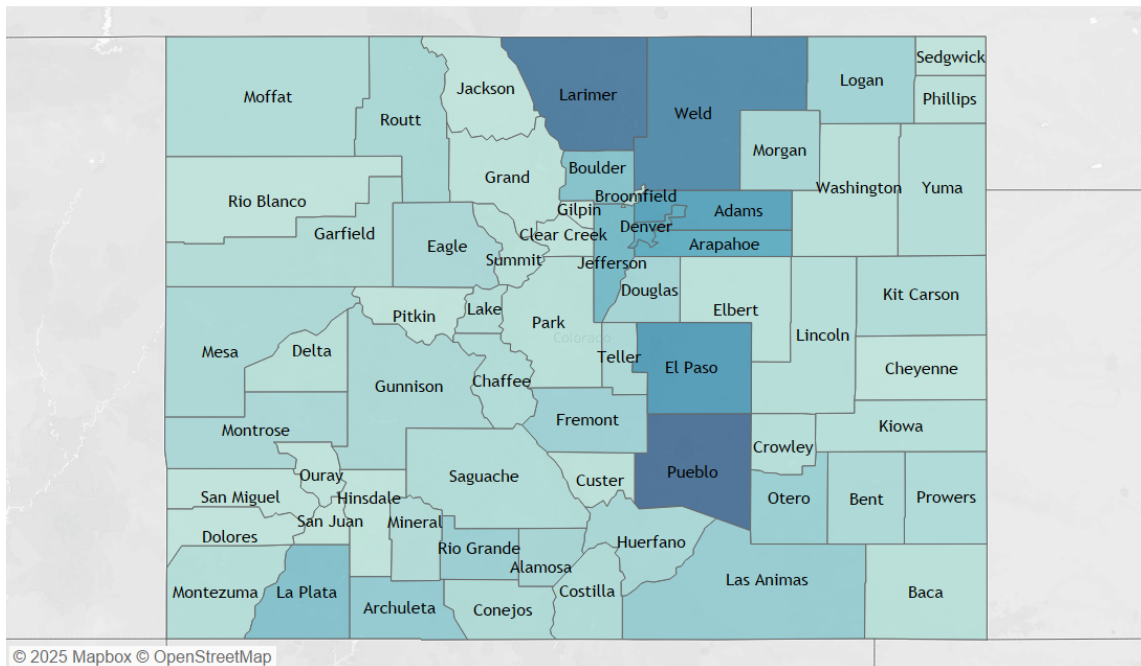 Sedgwick
Jackson
Logan
Moffat
Larimer
Phillips
Weld
Routt
Morgan
Boulder
Grand
Washington
Yuma
Rio Blanco
Broomfield
Gilpin
Adams
Denver
Garfield
Clear Creek
Eagle
Arapahoe
Summit
Jefferson
Douglas
Kit Carson
Lake
Elbert
Pitkin
Park
Lincoln
Colorado
Mesa
Delta
Teller
El Paso
Cheyenne
Chaffee
Gunnison
Fremont
Kiowa
Montrose
Crowley
Pueblo
Ouray
Saguache
Custer
San Miguel
Hinsdale
Otero
Bent
Prowers
San Juan
Mineral
Dolores
Huerfano
Rio Grande
Alamosa
Las Animas
Montezuma
La Plata
Costilla
Baca
Archuleta
Conejos
© 2025 Mapbox © OpenStreetMap